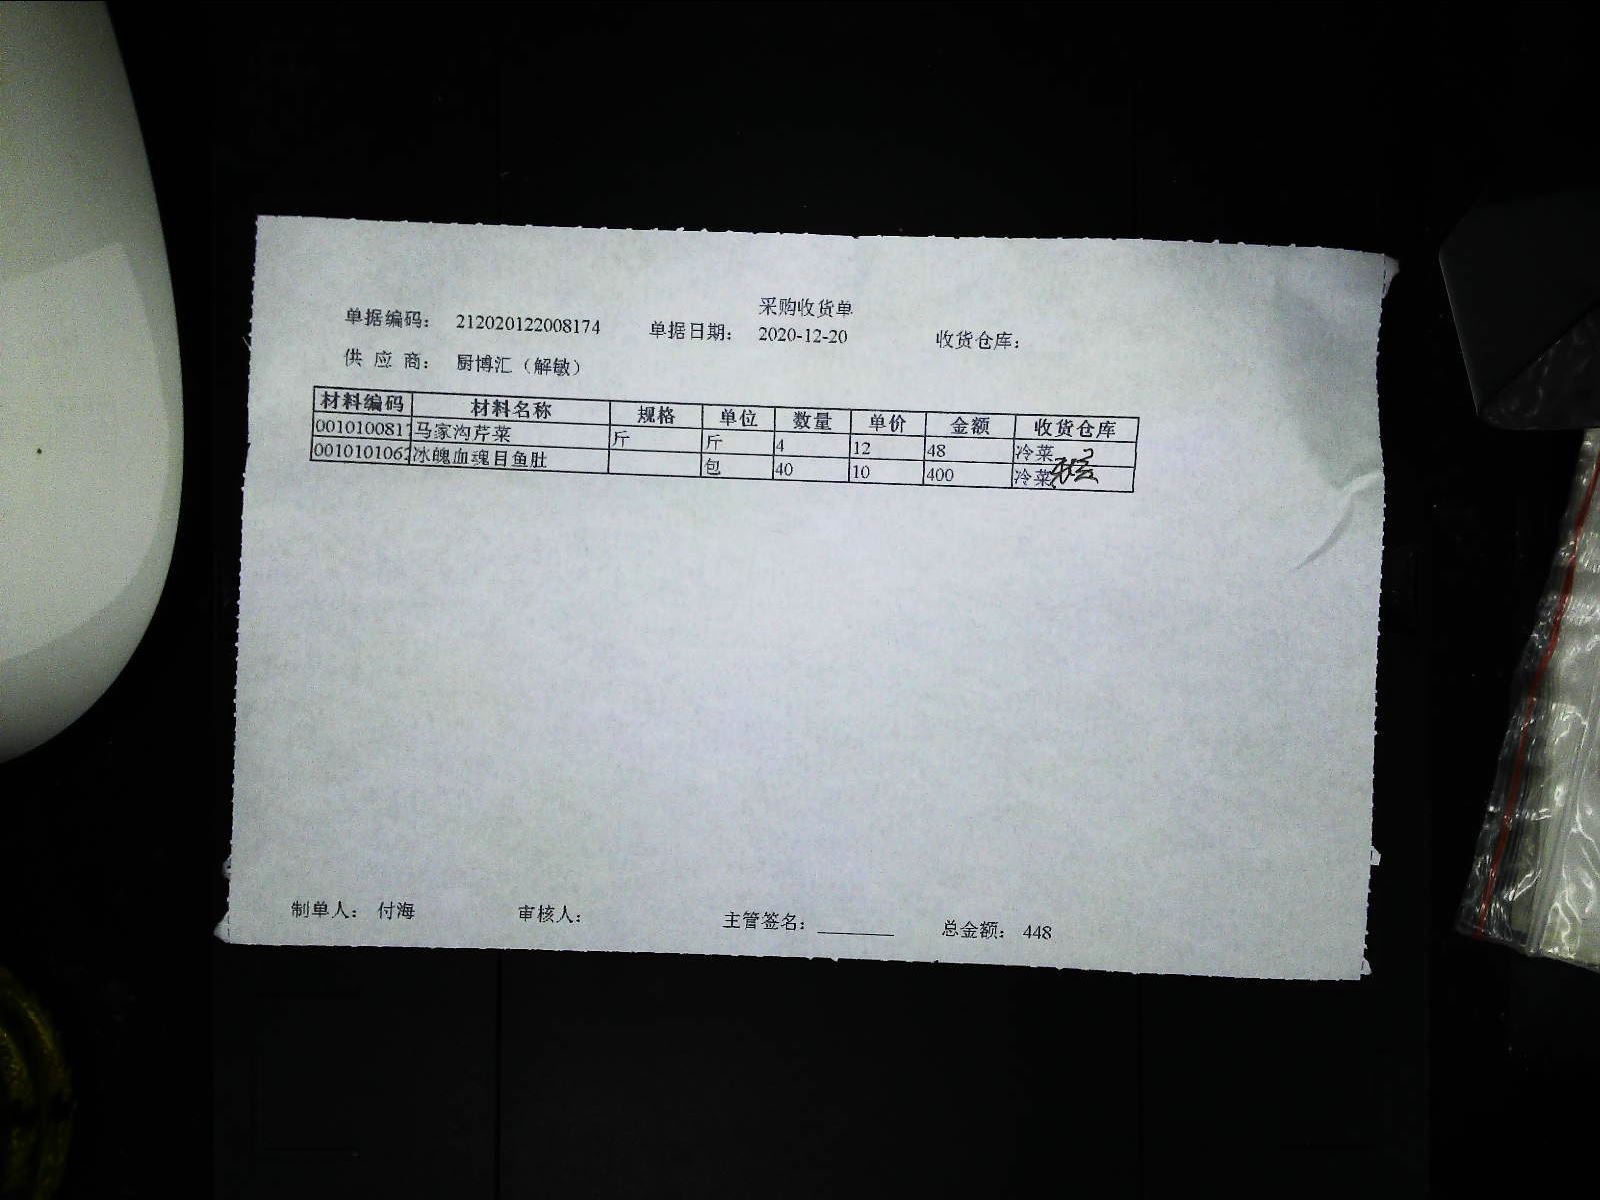 采购收货单
单据编码： 212020122008174 单据日期： 2020-12-20 收货仓库：
供 应 商： 厨博汇（解敏）
材料编码 材料名称 规格 单位 数量 单价 金额 收货仓库
001010081 马家沟芹菜 斤 斤 4 12 48 冷菜
001010106 冰魄血魂目鱼肚 包 40 10 400 冷菜
制单人： 付海 审核人： 主管签名： 总金额： 448